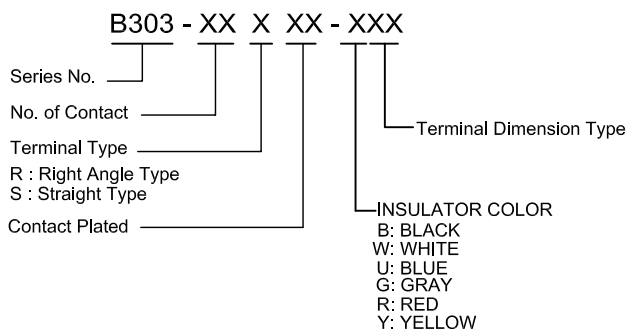 B303 - XX X XX - XXX
Series No.
No. of Contact
Terminal Type
R : Right Angle Type
S : Straight Type
Contact Plated
Terminal Dimension Type
INSULATOR COLOR
B: BLACK
W: WHITE
U: BLUE
G: GRAY
R: RED
Y: YELLOW